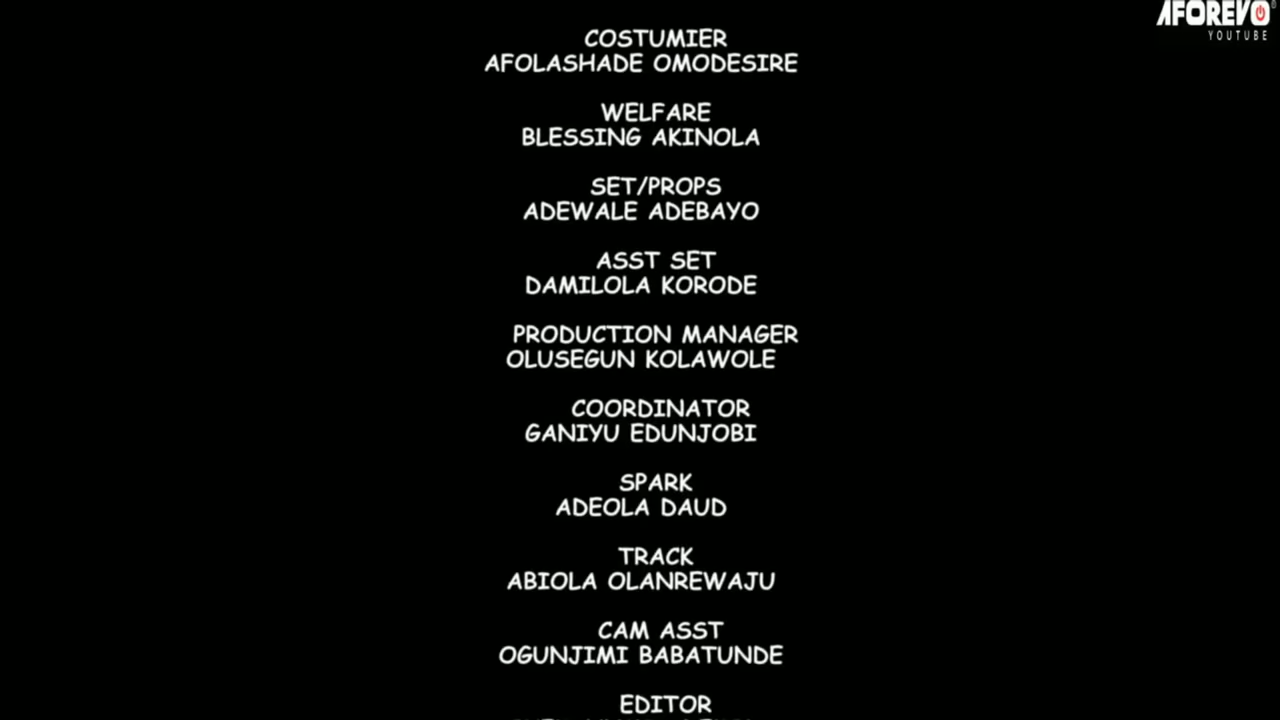 AFOREVO
YOUTUBE
COSTUMIER
AFOLASHADE OMODESIRE
WELFARE
BLESSING AKINOLA
SET/PROPS
ADEWALE ADEBAYO
ASST SET
DAMILOLA KORODE
PRODUCTION MANAGER
OLUSEGUN KOLAWOLE
COORDINATOR
GANIYU EDUNJOBI
SPARK
ADEOLA DAUD
TRACK
ABIOLA OLANREWAJU
CAM ASST
OGUNJIMI BABATUNDE
EDITOR